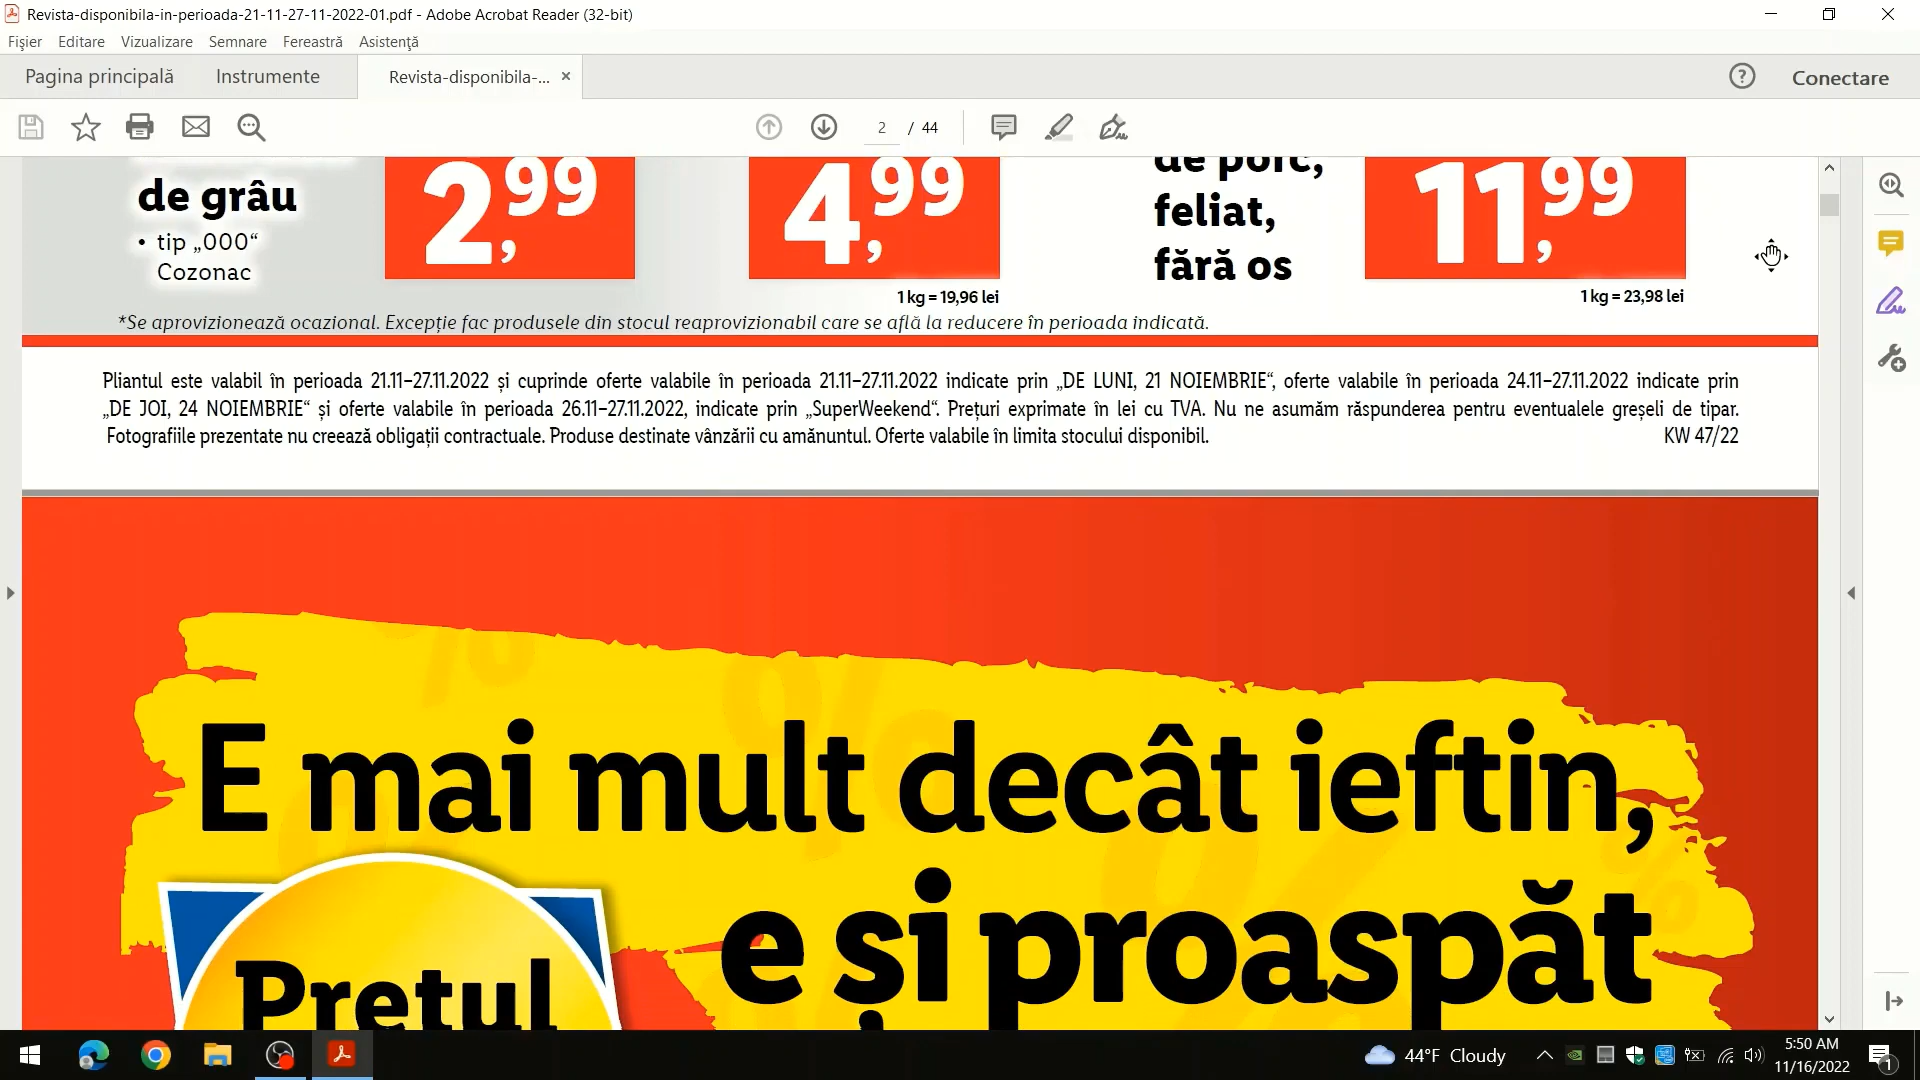 Revista-disponibila-in-perioada-21-11-27-11-2022-01.pdf - Adobe Acrobat Reader (32-bit)
Fișier Editare Vizualizare Semnare Fereastră Asistență
Pagina principală Instrumente Revista-disponibila-... × Conectare
2 / 44
de grâu
• tip „000“
Cozonac
2,99
4,99
1 kg = 19,96 lei
de porc,
feliat,
fără os
11,99
1 kg = 23,98 lei
*Se aprovizionează ocazional. Excepție fac produsele din stocul reaprovizionabil care se află la reducere în perioada indicată.
Pliantul este valabil în perioada 21.11–27.11.2022 și cuprinde oferte valabile în perioada 21.11–27.11.2022 indicate prin „DE LUNI, 21 NOIEMBRIE“, oferte valabile în perioada 24.11–27.11.2022 indicate prin
„DE JOI, 24 NOIEMBRIE“ și oferte valabile în perioada 26.11–27.11.2022, indicate prin „SuperWeekend“. Prețuri exprimate în lei cu TVA. Nu ne asumăm răspunderea pentru eventualele greșeli de tipar.
Fotografiile prezentate nu creează obligații contractuale. Produse destinate vânzării cu amănuntul. Oferte valabile în limita stocului disponibil. KW 47/22
E mai mult decât ieftin,
e și proaspăt
Prețul
44°F Cloudy
5:50 AM
11/16/2022
1